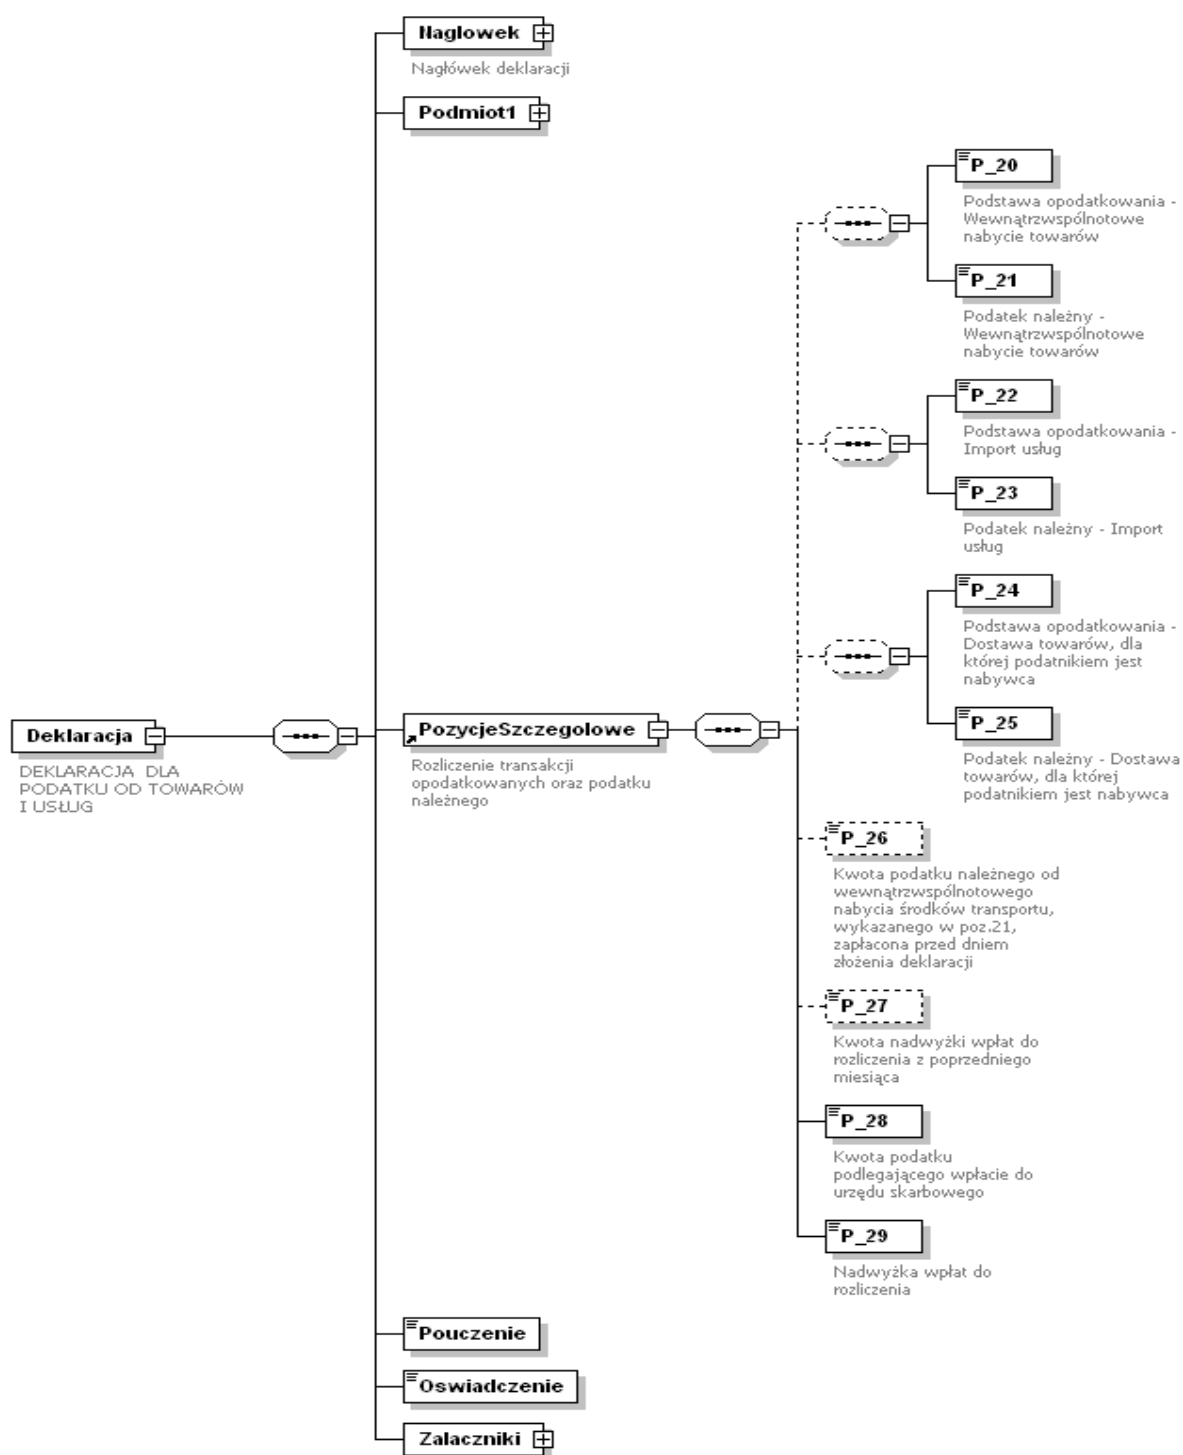 Naglowek
Nagłówek deklaracji
Podmiot1
P_20
Podstawa opodatkowania -
Wewnątrzwspólnotowe
nabycie towarów
P_21
Podatek należny -
Wewnątrzwspólnotowe
nabycie towarów
P_22
Podstawa opodatkowania -
Import usług
P_23
Podatek należny - Import
usług
P_24
Podstawa opodatkowania -
Dostawa towarów, dla
której podatnikiem jest
nabywca
P_25
Podatek należny - Dostawa
towarów, dla której
podatnikiem jest nabywca
Deklaracja
DEKLARACJA DLA
PODATKU OD TOWARÓW
I USŁUG
PozycjeSzczegolowe
Rozliczenie transakcji
opodatkowanych oraz podatku
należnego
P_26
Kwota podatku należnego od
wewnątrzwspólnotowego
nabycia środków transportu,
wykazanego w poz.21,
zapłacona przed dniem
złożenia deklaracji
P_27
Kwota nadwyżki wpłat do
rozliczenia z poprzedniego
miesiąca
P_28
Kwota podatku
podlegającego wpłacie do
urzędu skarbowego
P_29
Nadwyżka wpłat do
rozliczenia
Pouczenie
Oswiadczenie
Zalaczniki